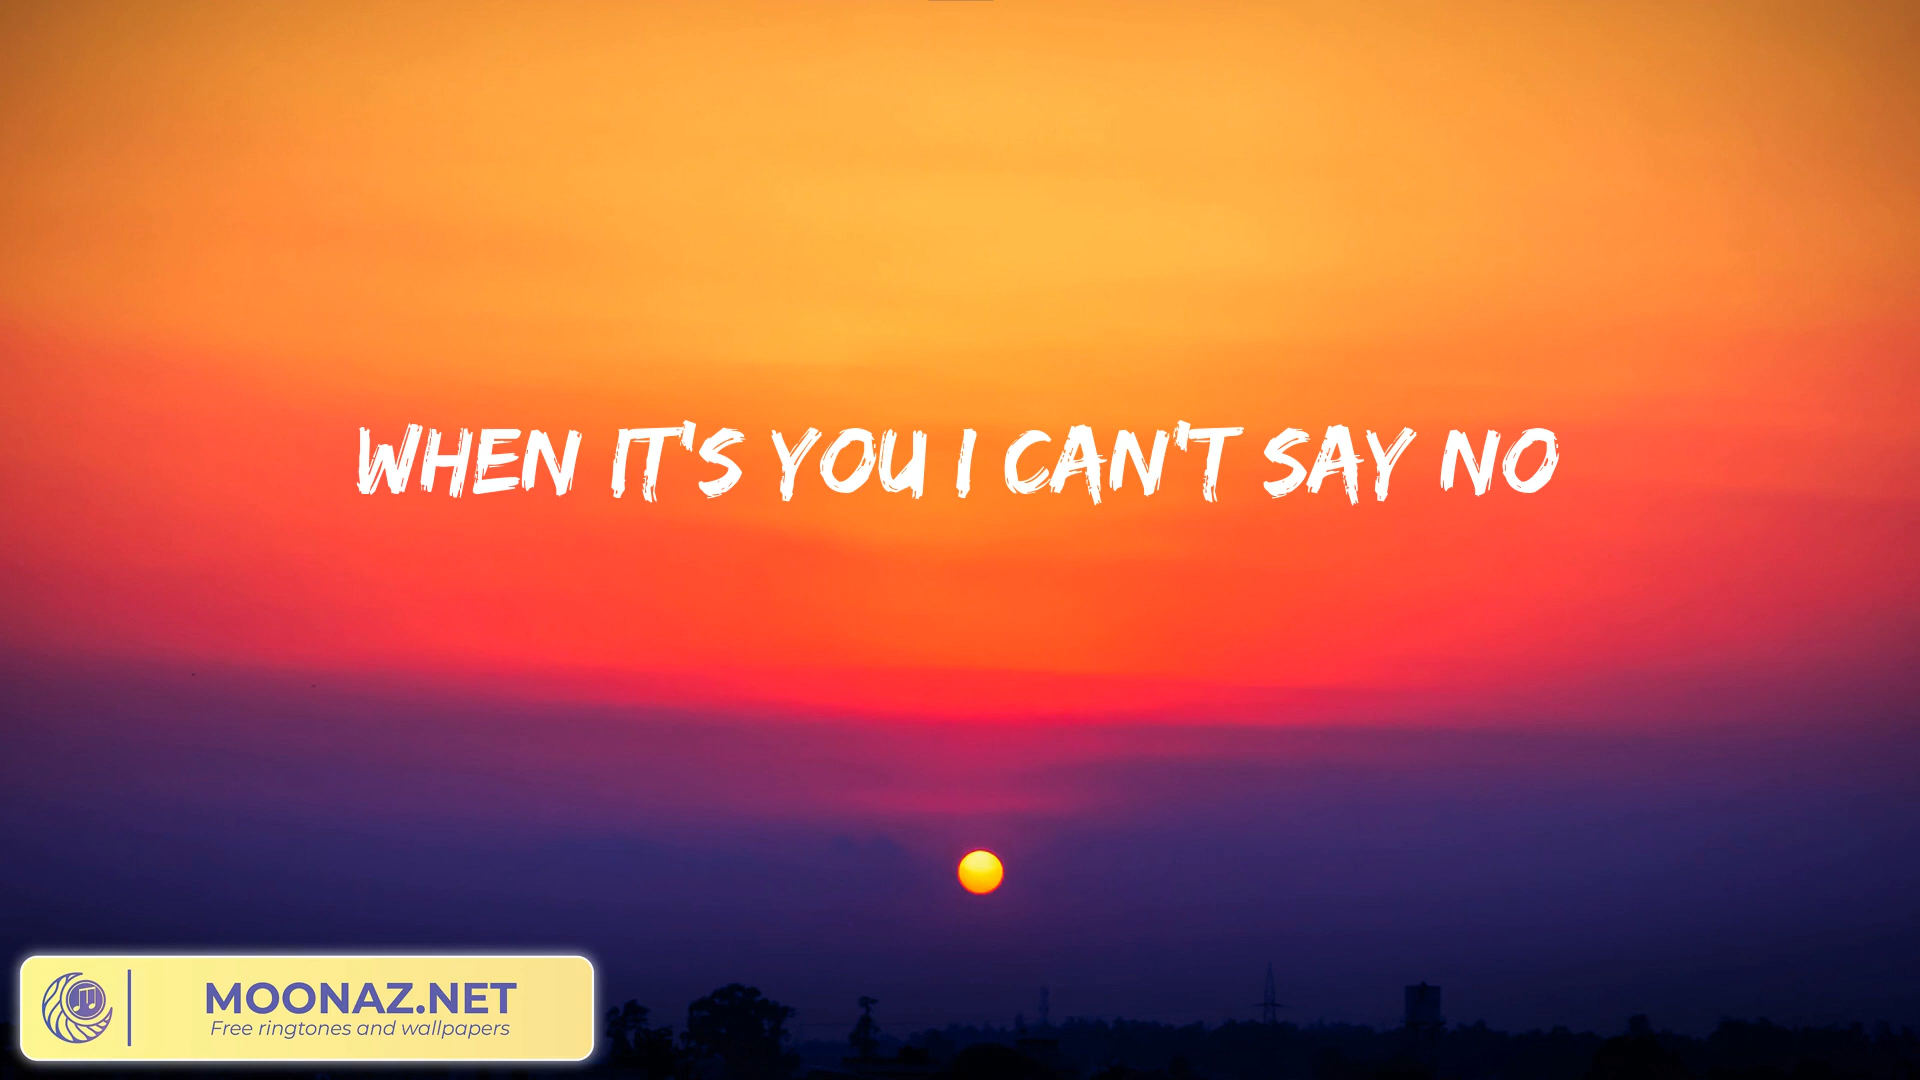 WHEN IT'S YOU I CAN'T SAY NO
MOONAZ.NET
Free ringtones and wallpapers